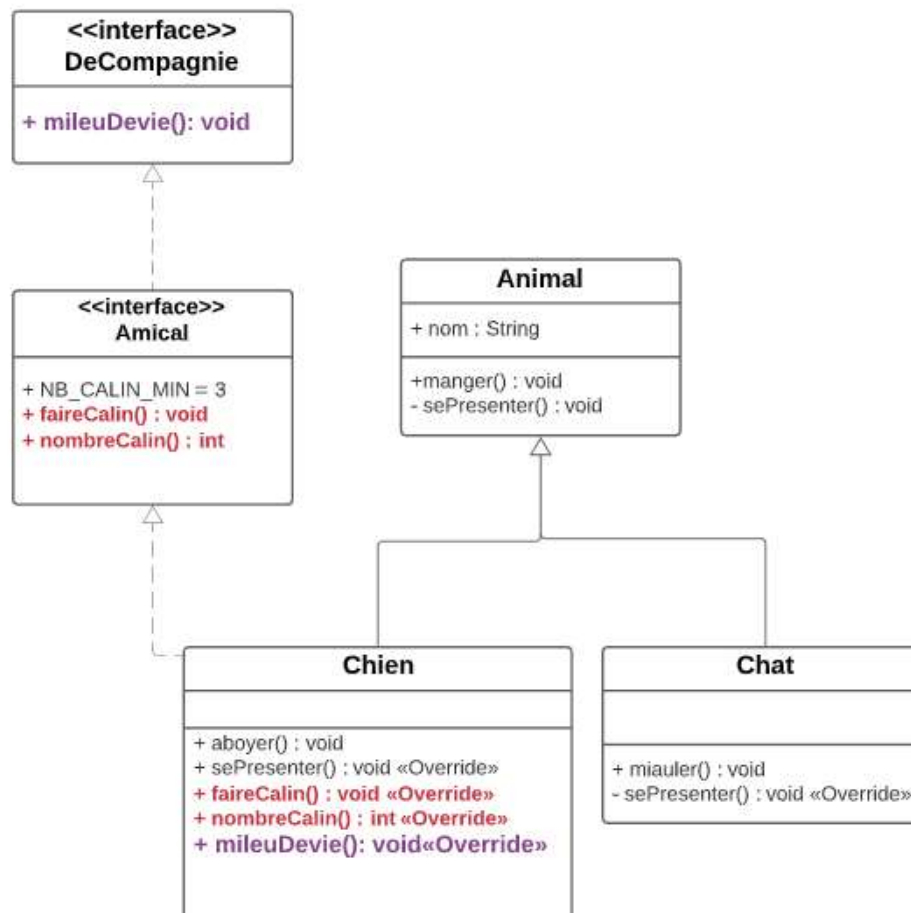 <<interface>>
DeCompagnie
+ mileuDevie(): void
<<interface>>
Amical
+ NB_CALIN_MIN = 3
+ faireCalin() : void
+ nombreCalin() : int
Animal
+ nom : String
+manger() : void
- sePresenter() : void
Chien
+ aboyer() : void
+ sePresenter() : void «Override»
+ faireCalin() : void «Override»
+ nombreCalin() : int «Override»
+ mileuDevie(): void«Override»
Chat
+ miauler() : void
- sePresenter() : void «Override»